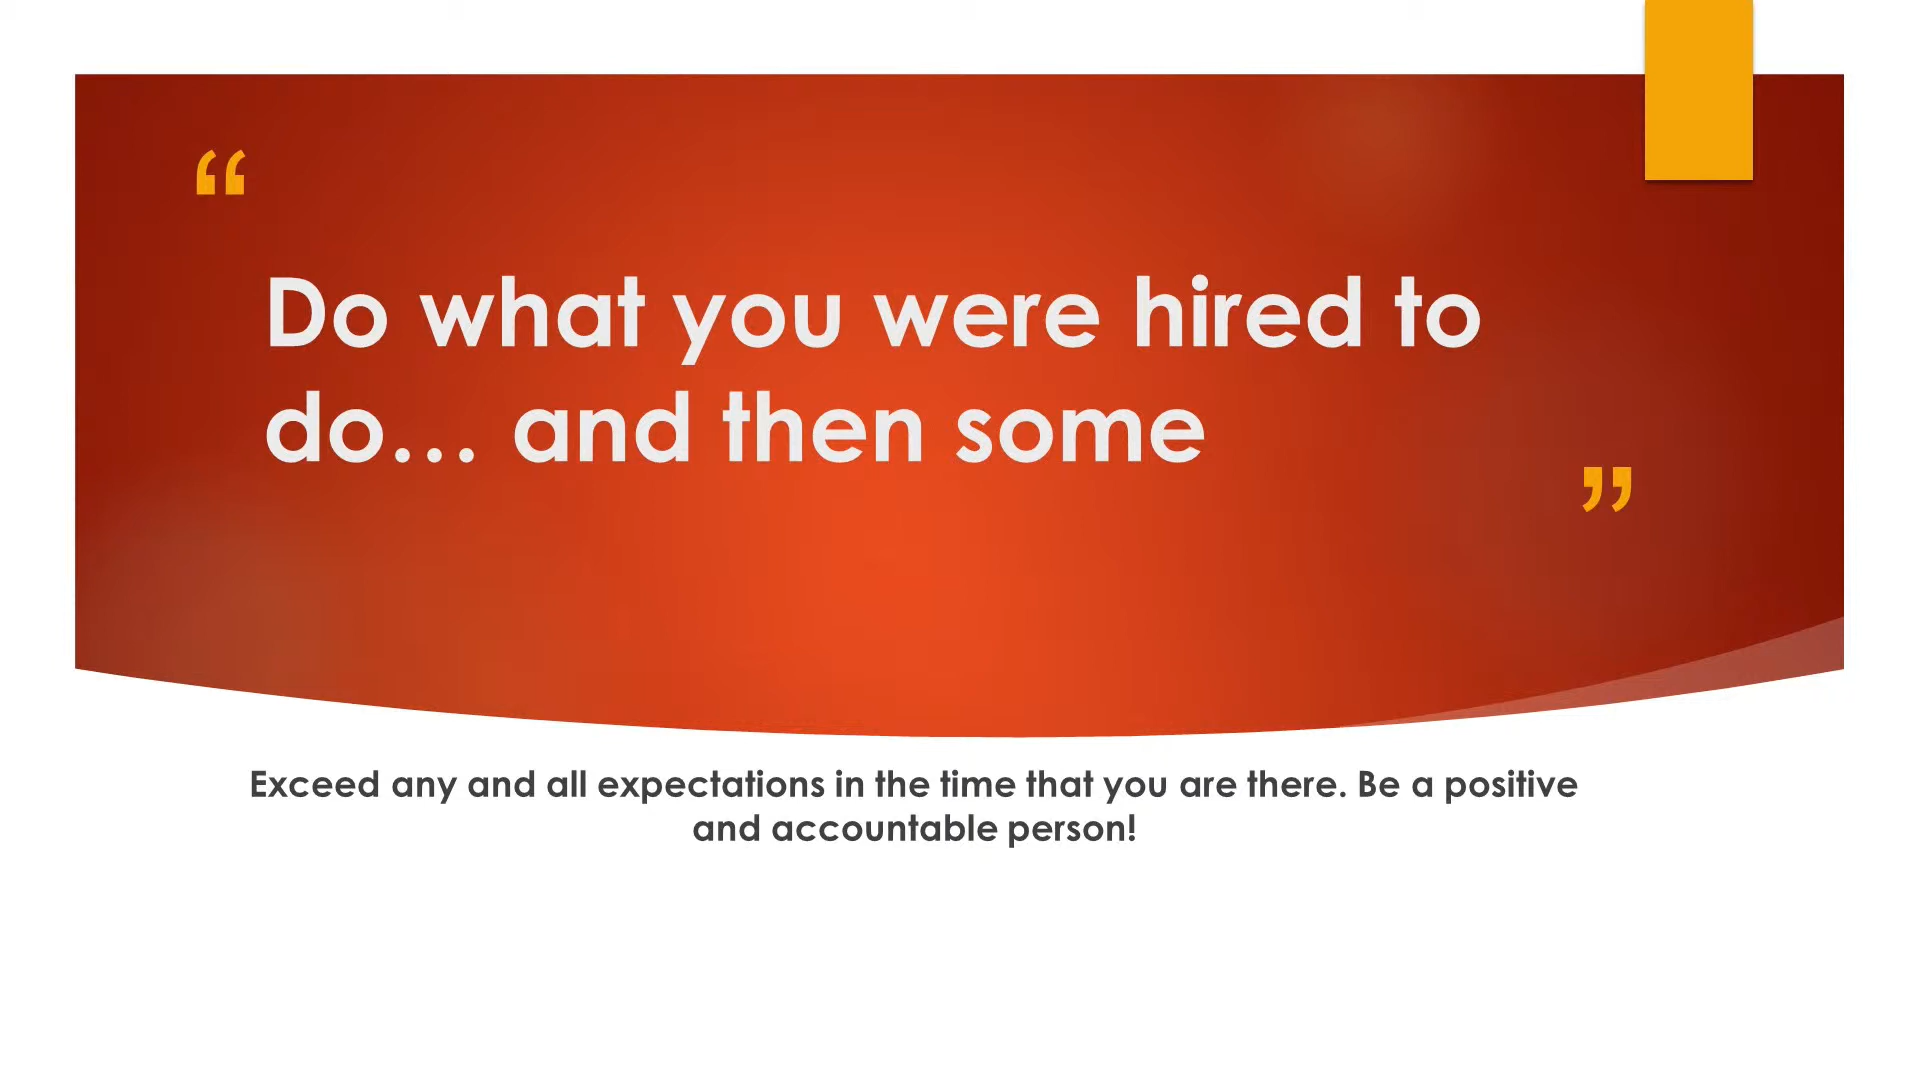 “
Do what you were hired to
do... and then some
”
Exceed any and all expectations in the time that you are there. Be a positive
and accountable person!